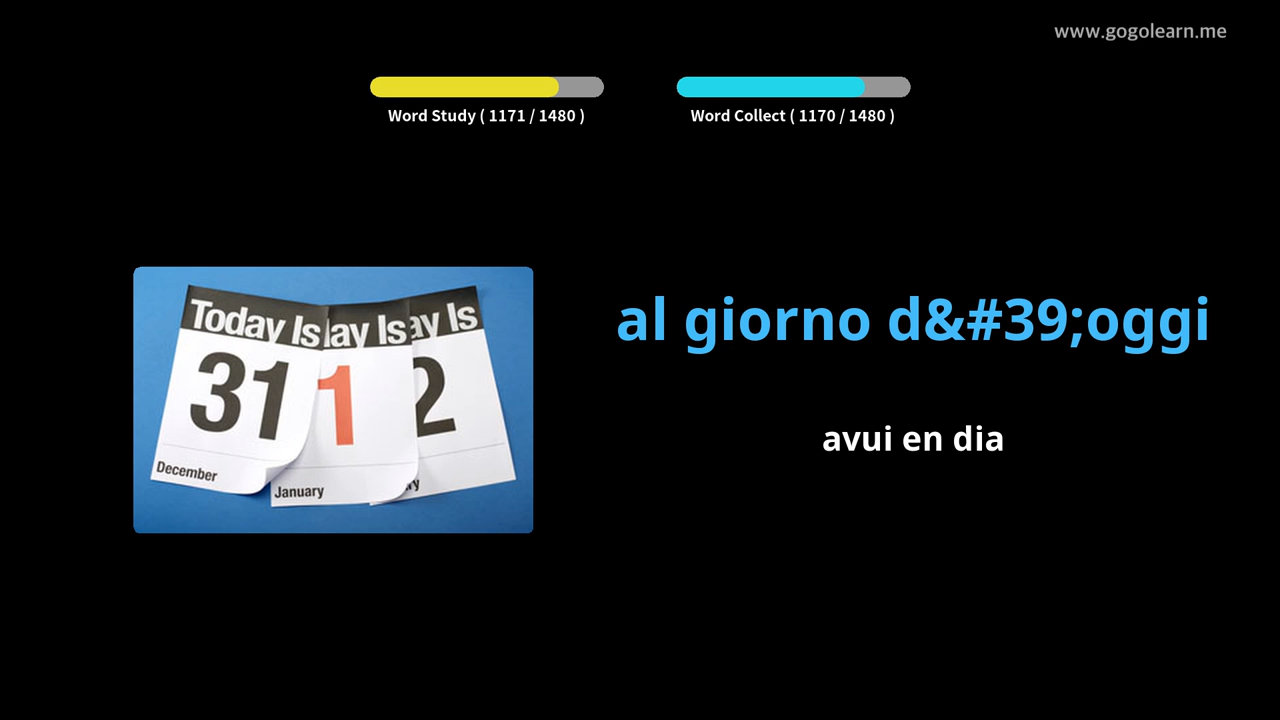 www.gogolearn.me
Word Study ( 1171 / 1480 )
Word Collect ( 1170 / 1480 )
Today Is
ay Is
ay Is
31
1
2
December
January
al giorno d&#39;oggi
avui en dia